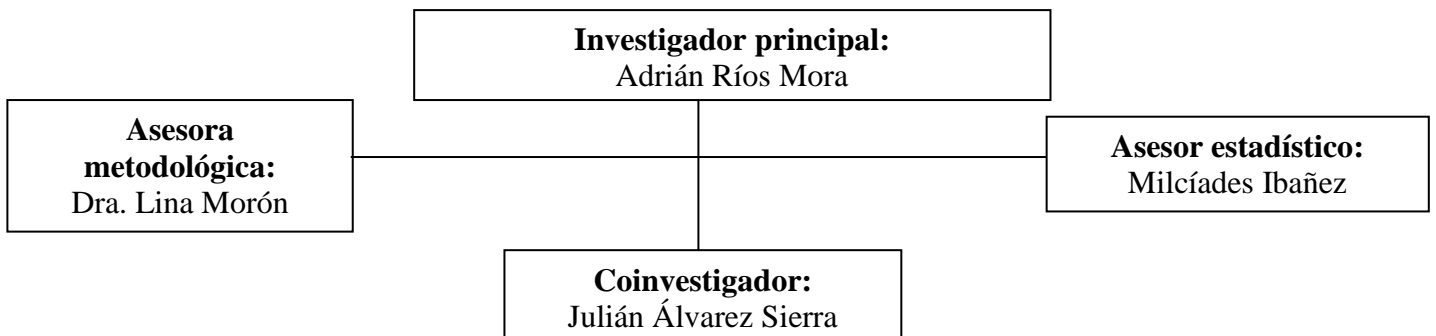 Investigador principal:
Adrián Ríos Mora
Asesora
metodológica:
Dra. Lina Morón
Asesor estadístico:
Milcíades Ibañez
Coinvestigador:
Julián Álvarez Sierra